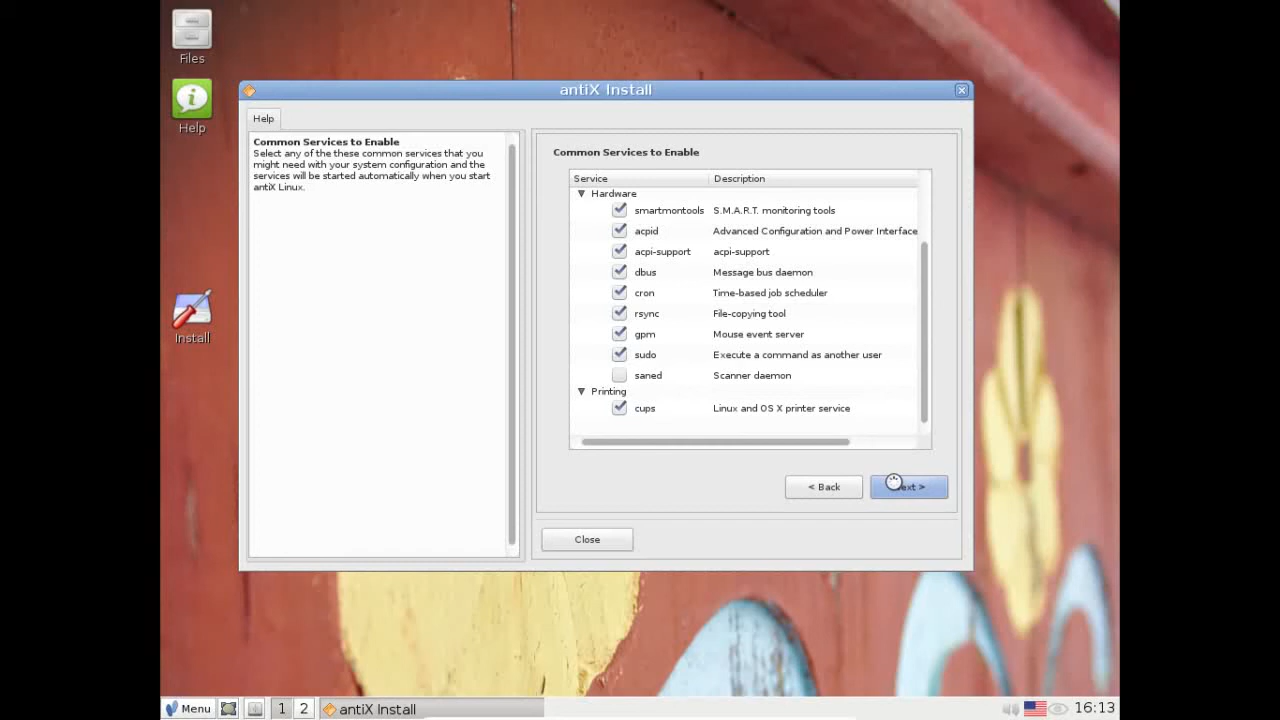 Files
Help
Install
antiX Install
Help
Common Services to Enable
Select any of the these common services that you
might need with your system configuration and the
services will be started automatically when you start
antiX Linux.
Common Services to Enable
Service Description
Hardware
smartmontools S.M.A.R.T. monitoring tools
acpid Advanced Configuration and Power Interface
acpi-support acpi-support
dbus Message bus daemon
cron Time-based job scheduler
rsync File-copying tool
gpm Mouse event server
sudo Execute a command as another user
saned Scanner daemon
Printing
cups Linux and OS X printer service
< Back
>
Close
Menu 1 2 antiX Install 16:13